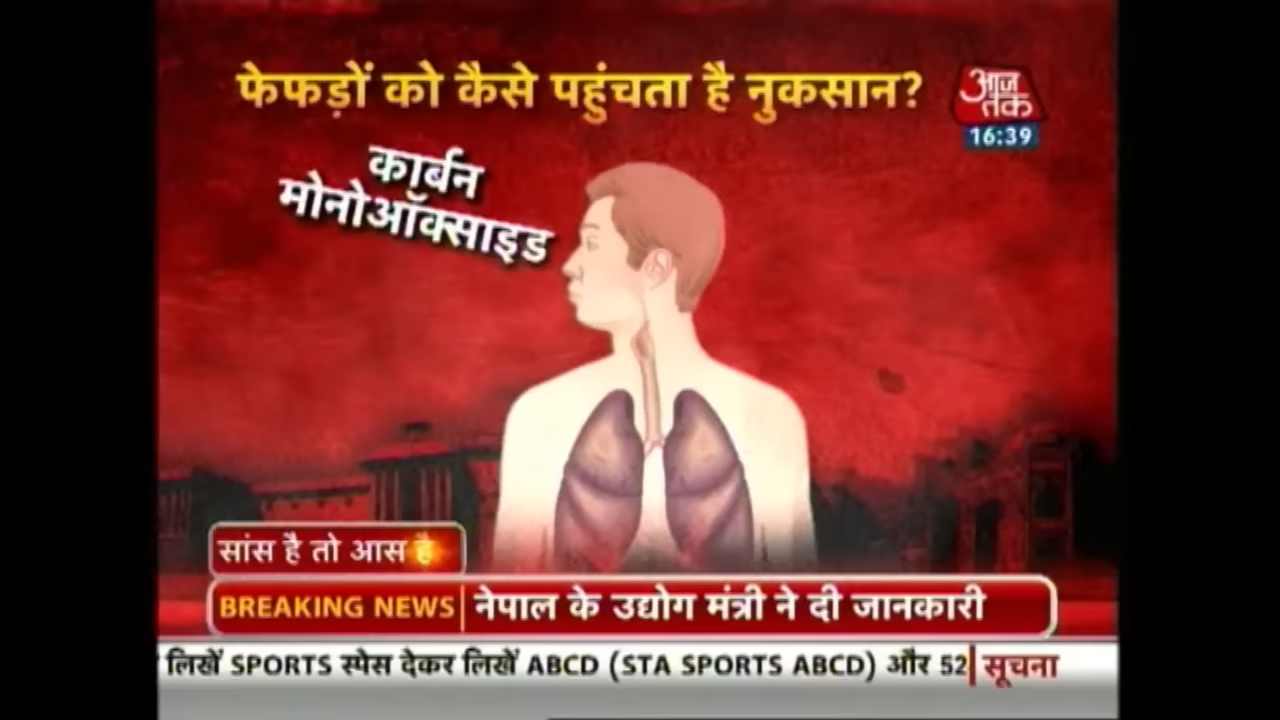 फेफड़ों को कैसे पहुंचता है नुकसान?
आज
तक
16:39
कार्बन
मोनोऑक्साइड
सांस है तो आस है
BREAKING NEWS नेपाल के उद्योग मंत्री ने दी जानकारी
लिखें SPORTS स्पेस देकर लिखें ABCD (STA SPORTS ABCD) और 52 सूचना